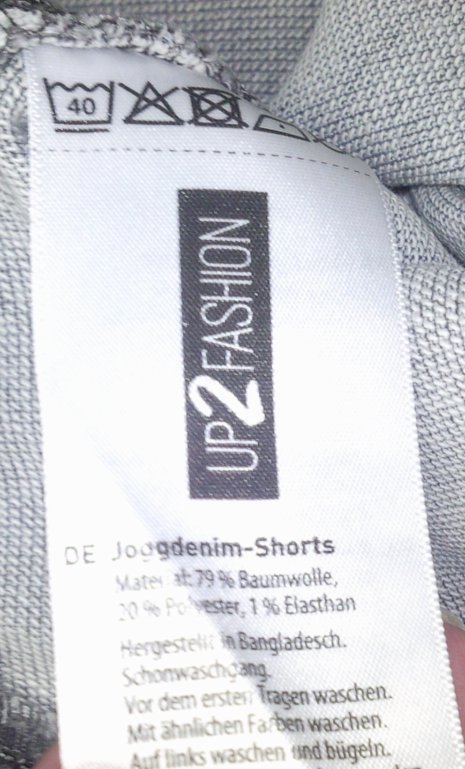 40
UP2FASHION
DE Joggdenim-Shorts
Material: 79 % Baumwolle,
20 % Polyester, 1 % Elasthan
Hergestellt in Bangladesch.
Schonwaschgang.
Vor dem ersten Tragen waschen.
Mit ähnlichen Farben waschen.
Auf links waschen und bügeln.